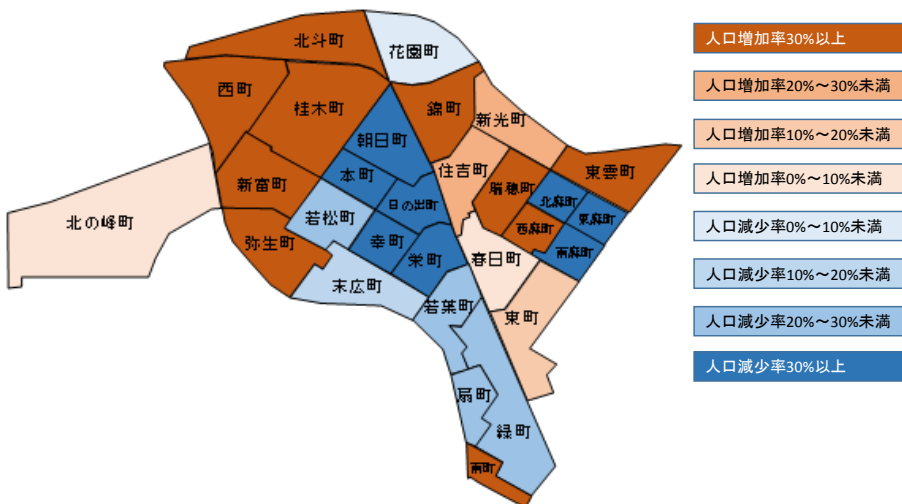 北斗町
花園町
西町
桂木町
錦町
新光町
朝日町
住吉町
東雲町
新富町
本町
瑞穂町
北麻町
東麻町
日の出町
北の峰町
若松町
西麻町
弥生町
幸町
南麻町
栄町
春日町
末広町
若葉町
東町
扇町
緑町
南町
人口増加率30%以上
人口増加率20%～30%未満
人口増加率10%～20%未満
人口増加率0%～10%未満
人口減少率0%～10%未満
人口減少率10%～20%未満
人口減少率20%～30%未満
人口減少率30%以上